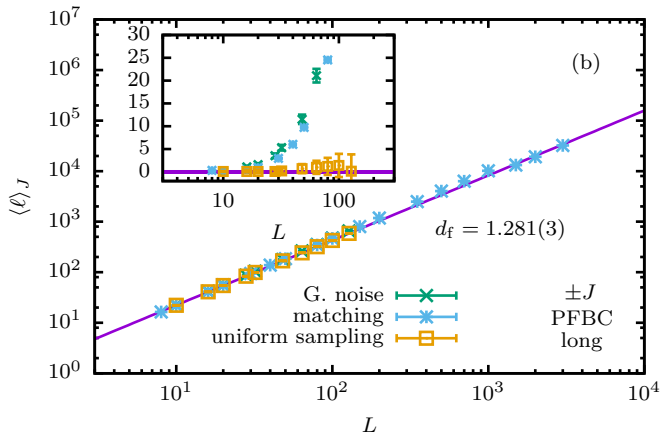 10^7
10^6
10^5
10^4
10^3
10^2
10^1
10^0
⟨ℓ⟩_J
30
25
20
15
10
5
0
10 100
L
(b)
d_f = 1.281(3)
G. noise ±J
matching PFBC
uniform sampling long
10^1 10^2 10^3 10^4
L